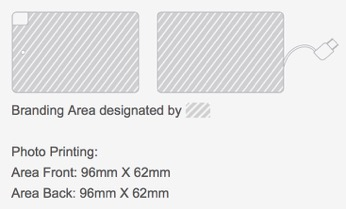 Branding Area designated by
Photo Printing:
Area Front: 96mm X 62mm
Area Back: 96mm X 62mm